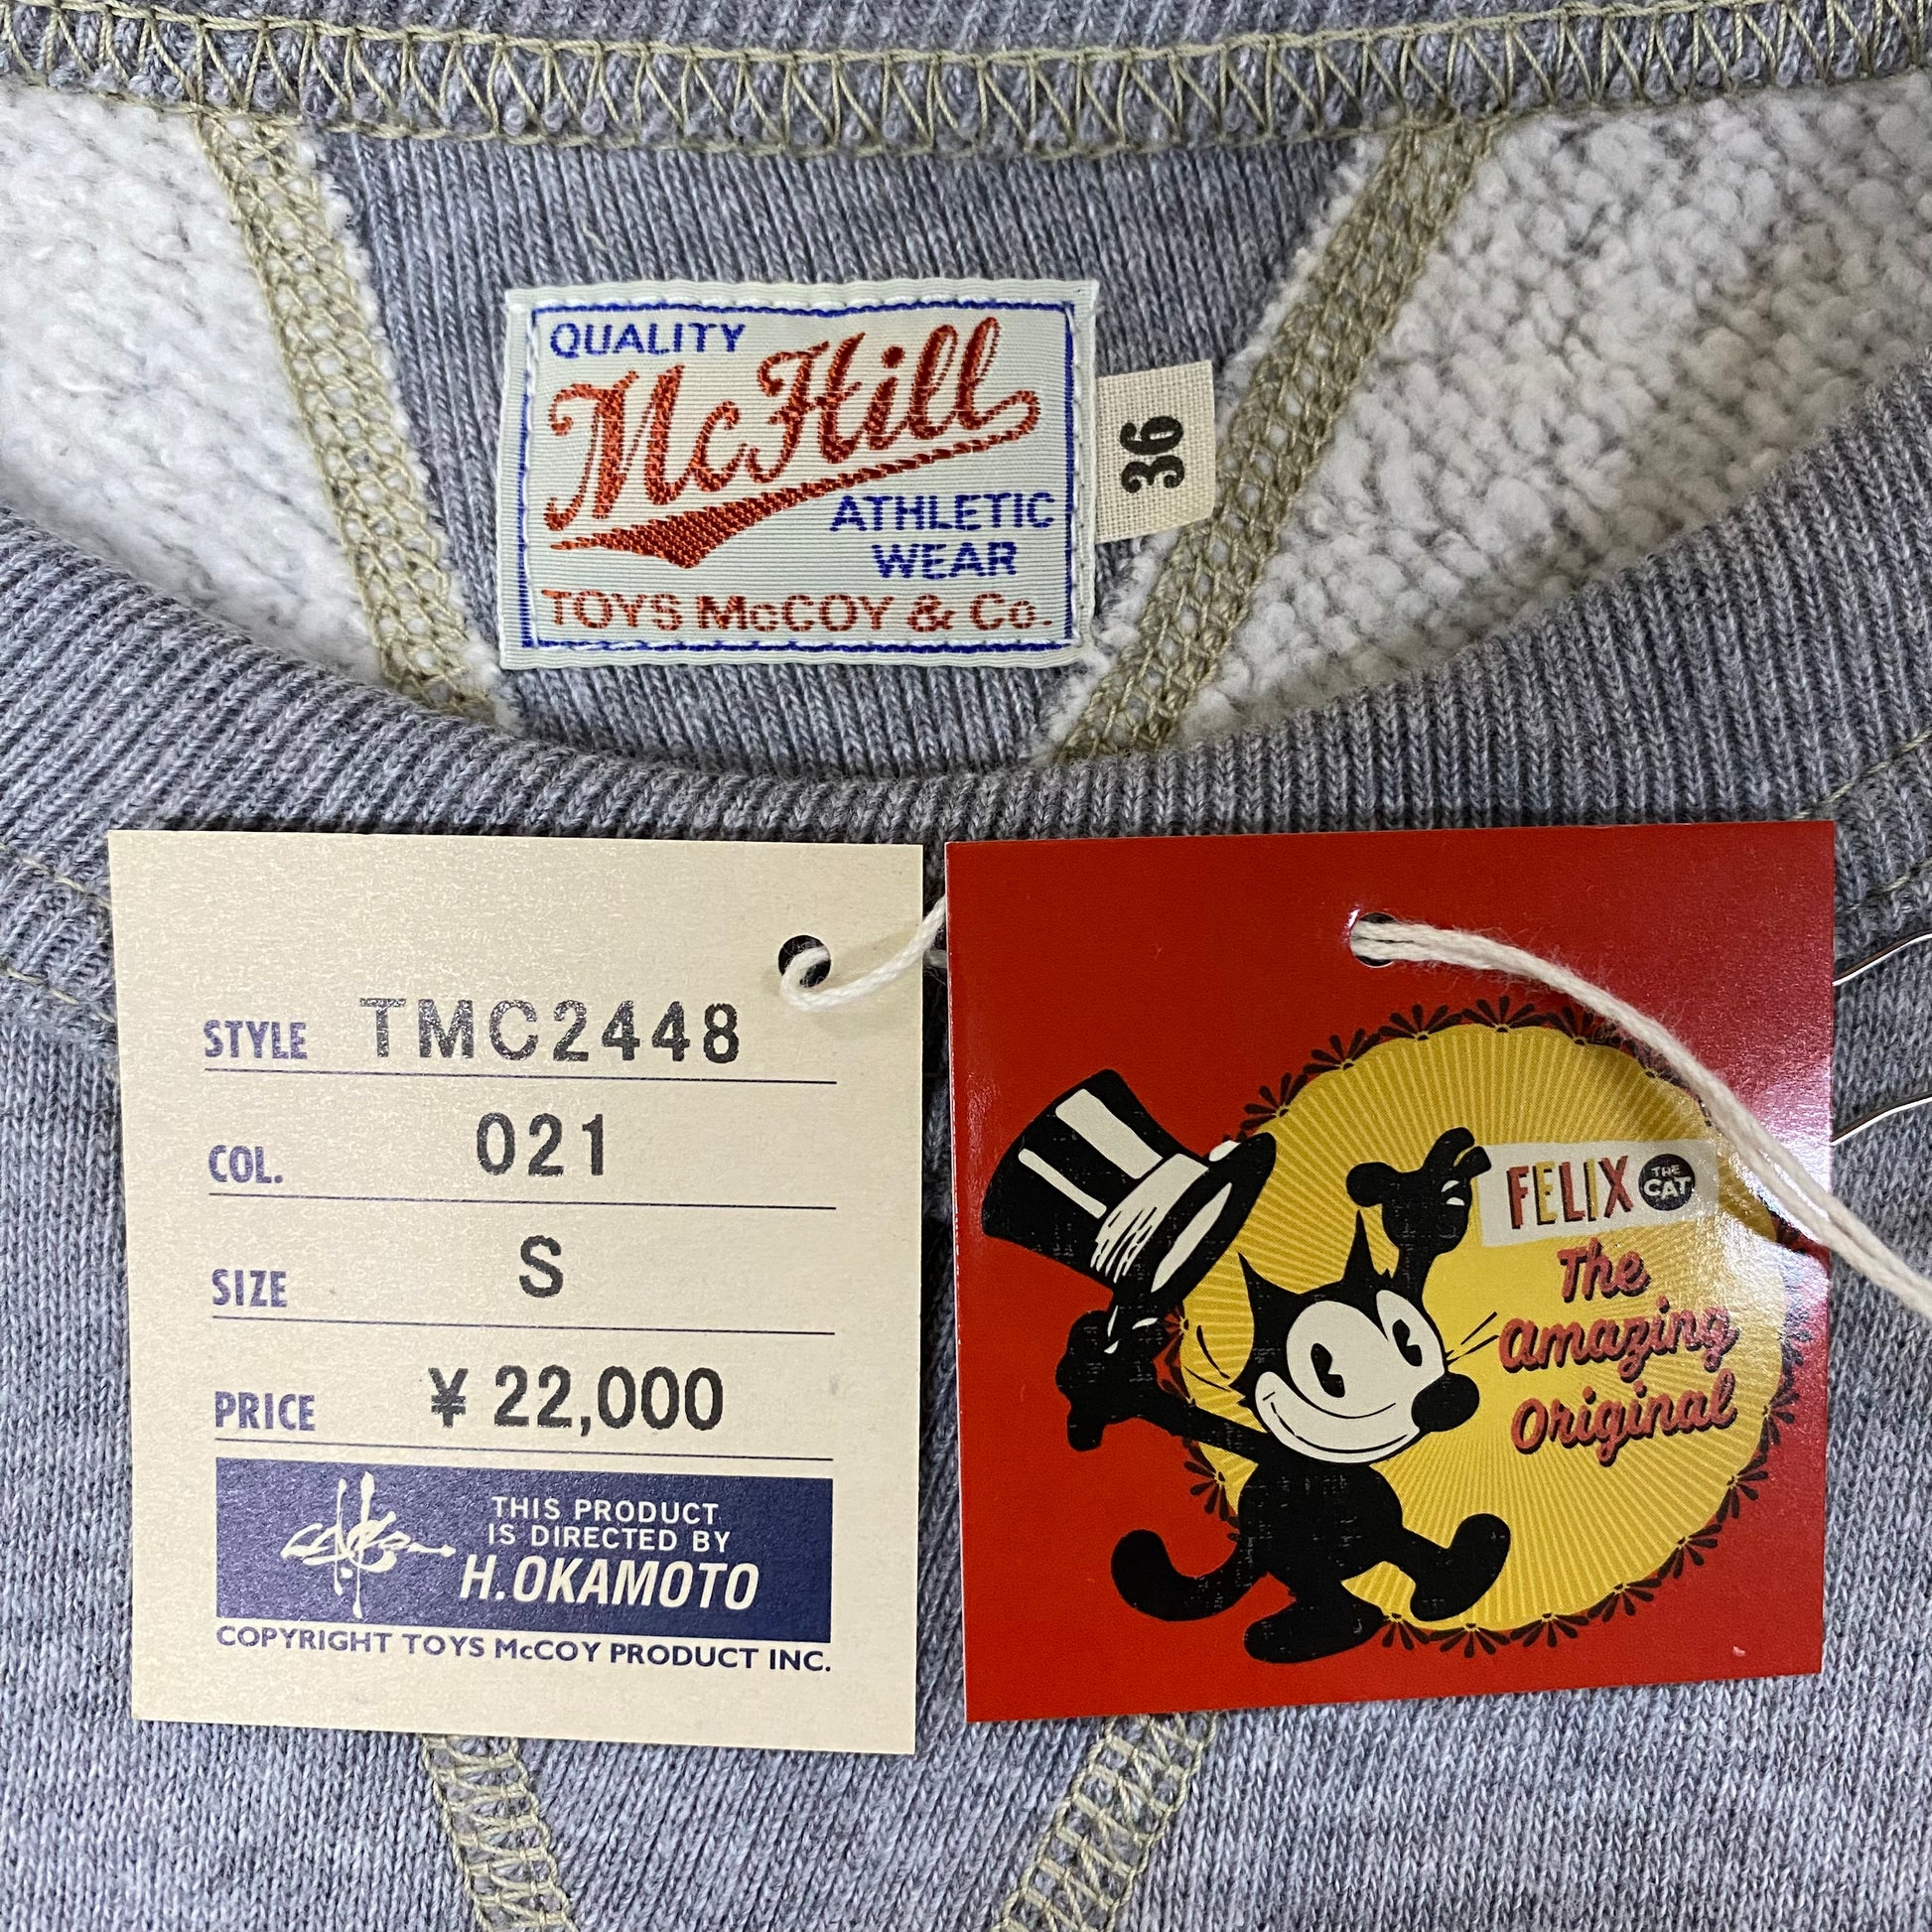 QUALITY
McHill
ATHLETIC
WEAR
TOYS McCOY & Co.
36
STYLE TMC2448
COL. 021
SIZE S
PRICE ¥ 22,000
THIS PRODUCT
IS DIRECTED BY
H.OKAMOTO
COPYRIGHT TOYS McCOY PRODUCT INC.
FELIX THE CAT
The
amazing
Original